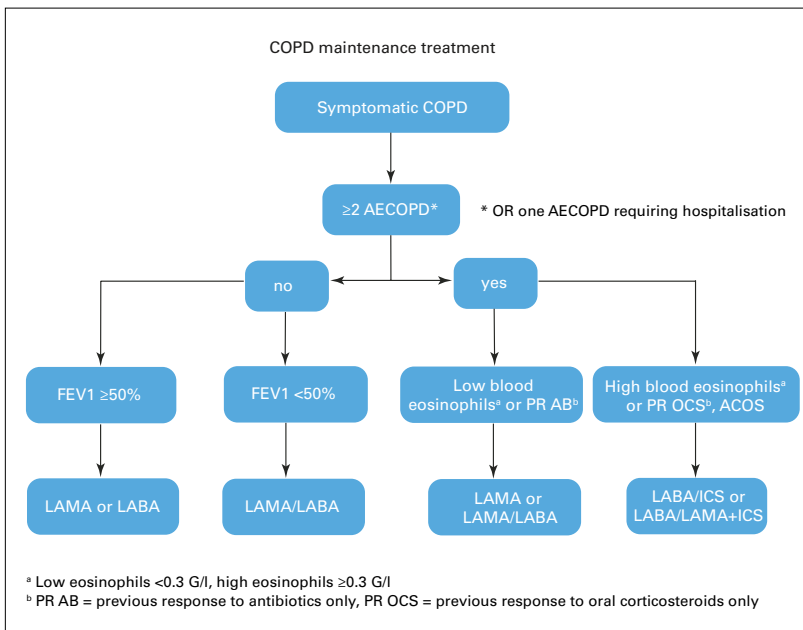 COPD maintenance treatment
Symptomatic COPD
≥2 AECOPD*
* OR one AECOPD requiring hospitalisation
no
yes
FEV1 ≥50%
FEV1 <50%
Low blood
eosinophilsᵃ or PR ABᵇ
High blood eosinophilsᵃ
or PR OCSᵇ, ACOS
LAMA or LABA
LAMA/LABA
LAMA or
LAMA/LABA
LABA/ICS or
LABA/LAMA+ICS
ᵃ Low eosinophils <0.3 G/l, high eosinophils ≥0.3 G/l
ᵇ PR AB = previous response to antibiotics only, PR OCS = previous response to oral corticosteroids only